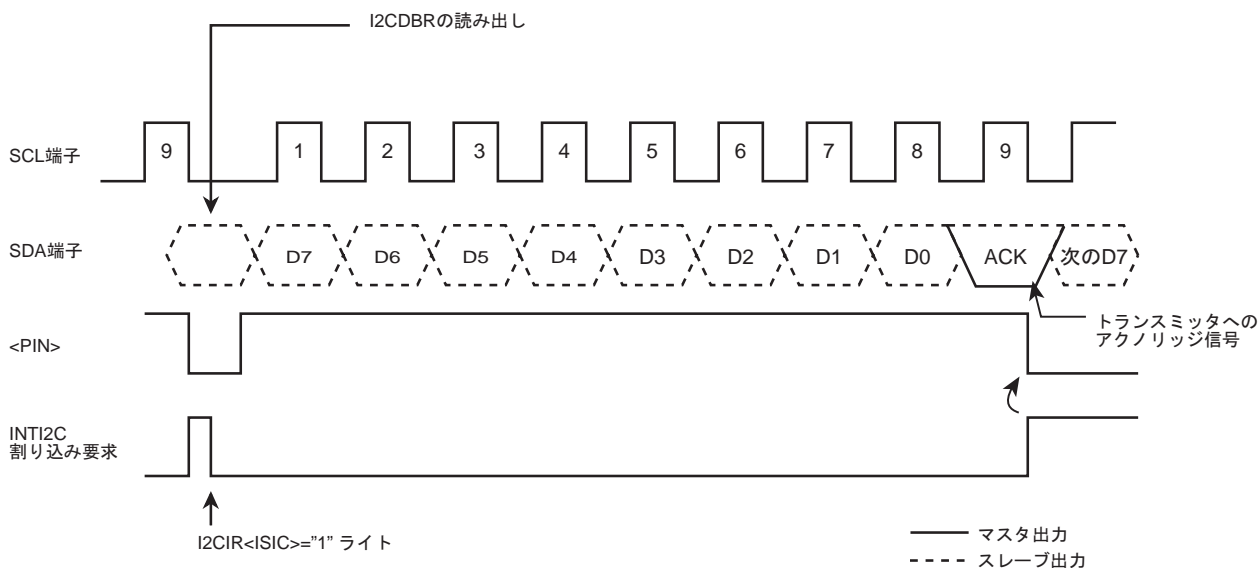 I2CDBRの読み出し
SCL端子
9 1 2 3 4 5 6 7 8 9
SDA端子
D7 D6 D5 D4 D3 D2 D1 D0 ACK 次のD7
トランスミッタへの
アクノリッジ信号
<PIN>
INTI2C
割り込み要求
I2CIR<ISIC>="1" ライト
マスタ出力
スレーブ出力